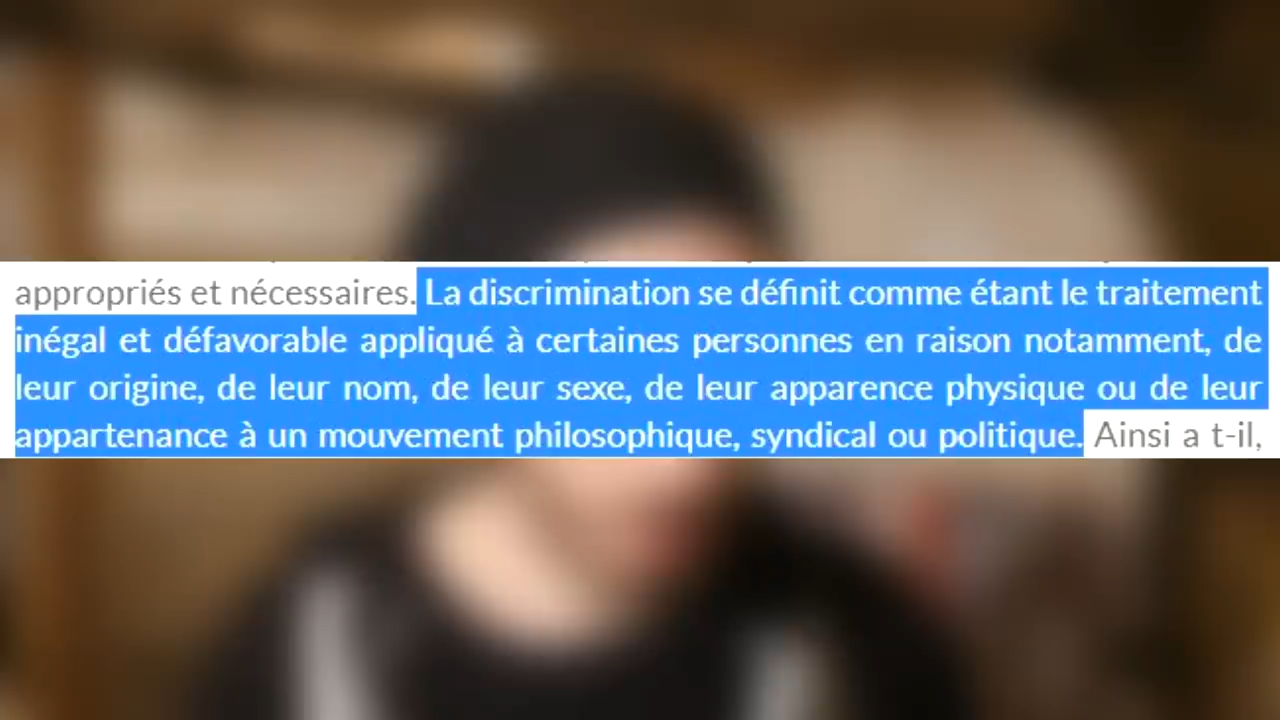 appropriés et nécessaires. La discrimination se définit comme étant le traitement
inégal et défavorable appliqué à certaines personnes en raison notamment, de
leur origine, de leur nom, de leur sexe, de leur apparence physique ou de leur
appartenance à un mouvement philosophique, syndical ou politique. Ainsi a t-il,